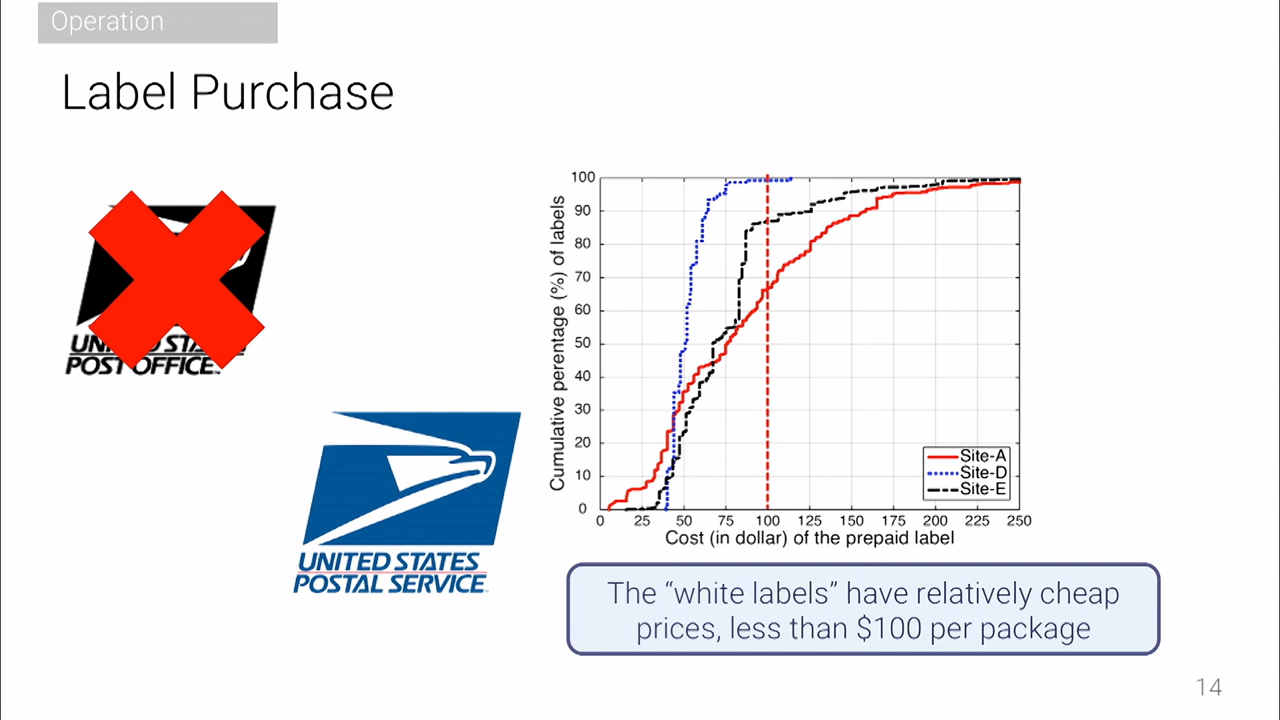 Operation
Label Purchase
POST OFFICE
UNITED STATES
POSTAL SERVICE
Cumulative perentage (%) of labels
100
90
80
70
60
50
40
30
20
10
0
0 25 50 75 100 125 150 175 200 225 250
Cost (in dollar) of the prepaid label
Site-A
Site-D
Site-E
The “white labels” have relatively cheap
prices, less than $100 per package
14